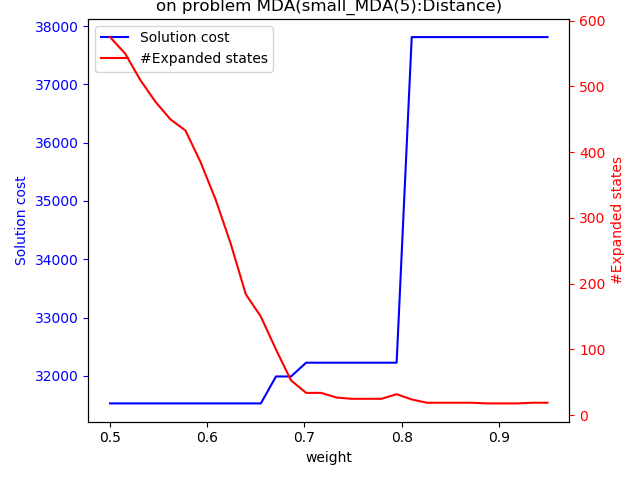 on problem MDA(small_MDA(5):Distance)
Solution cost
#Expanded states
38000
37000
36000
35000
34000
33000
32000
Solution cost
600
500
400
300
200
100
0
#Expanded states
0.5 0.6 0.7 0.8 0.9
weight